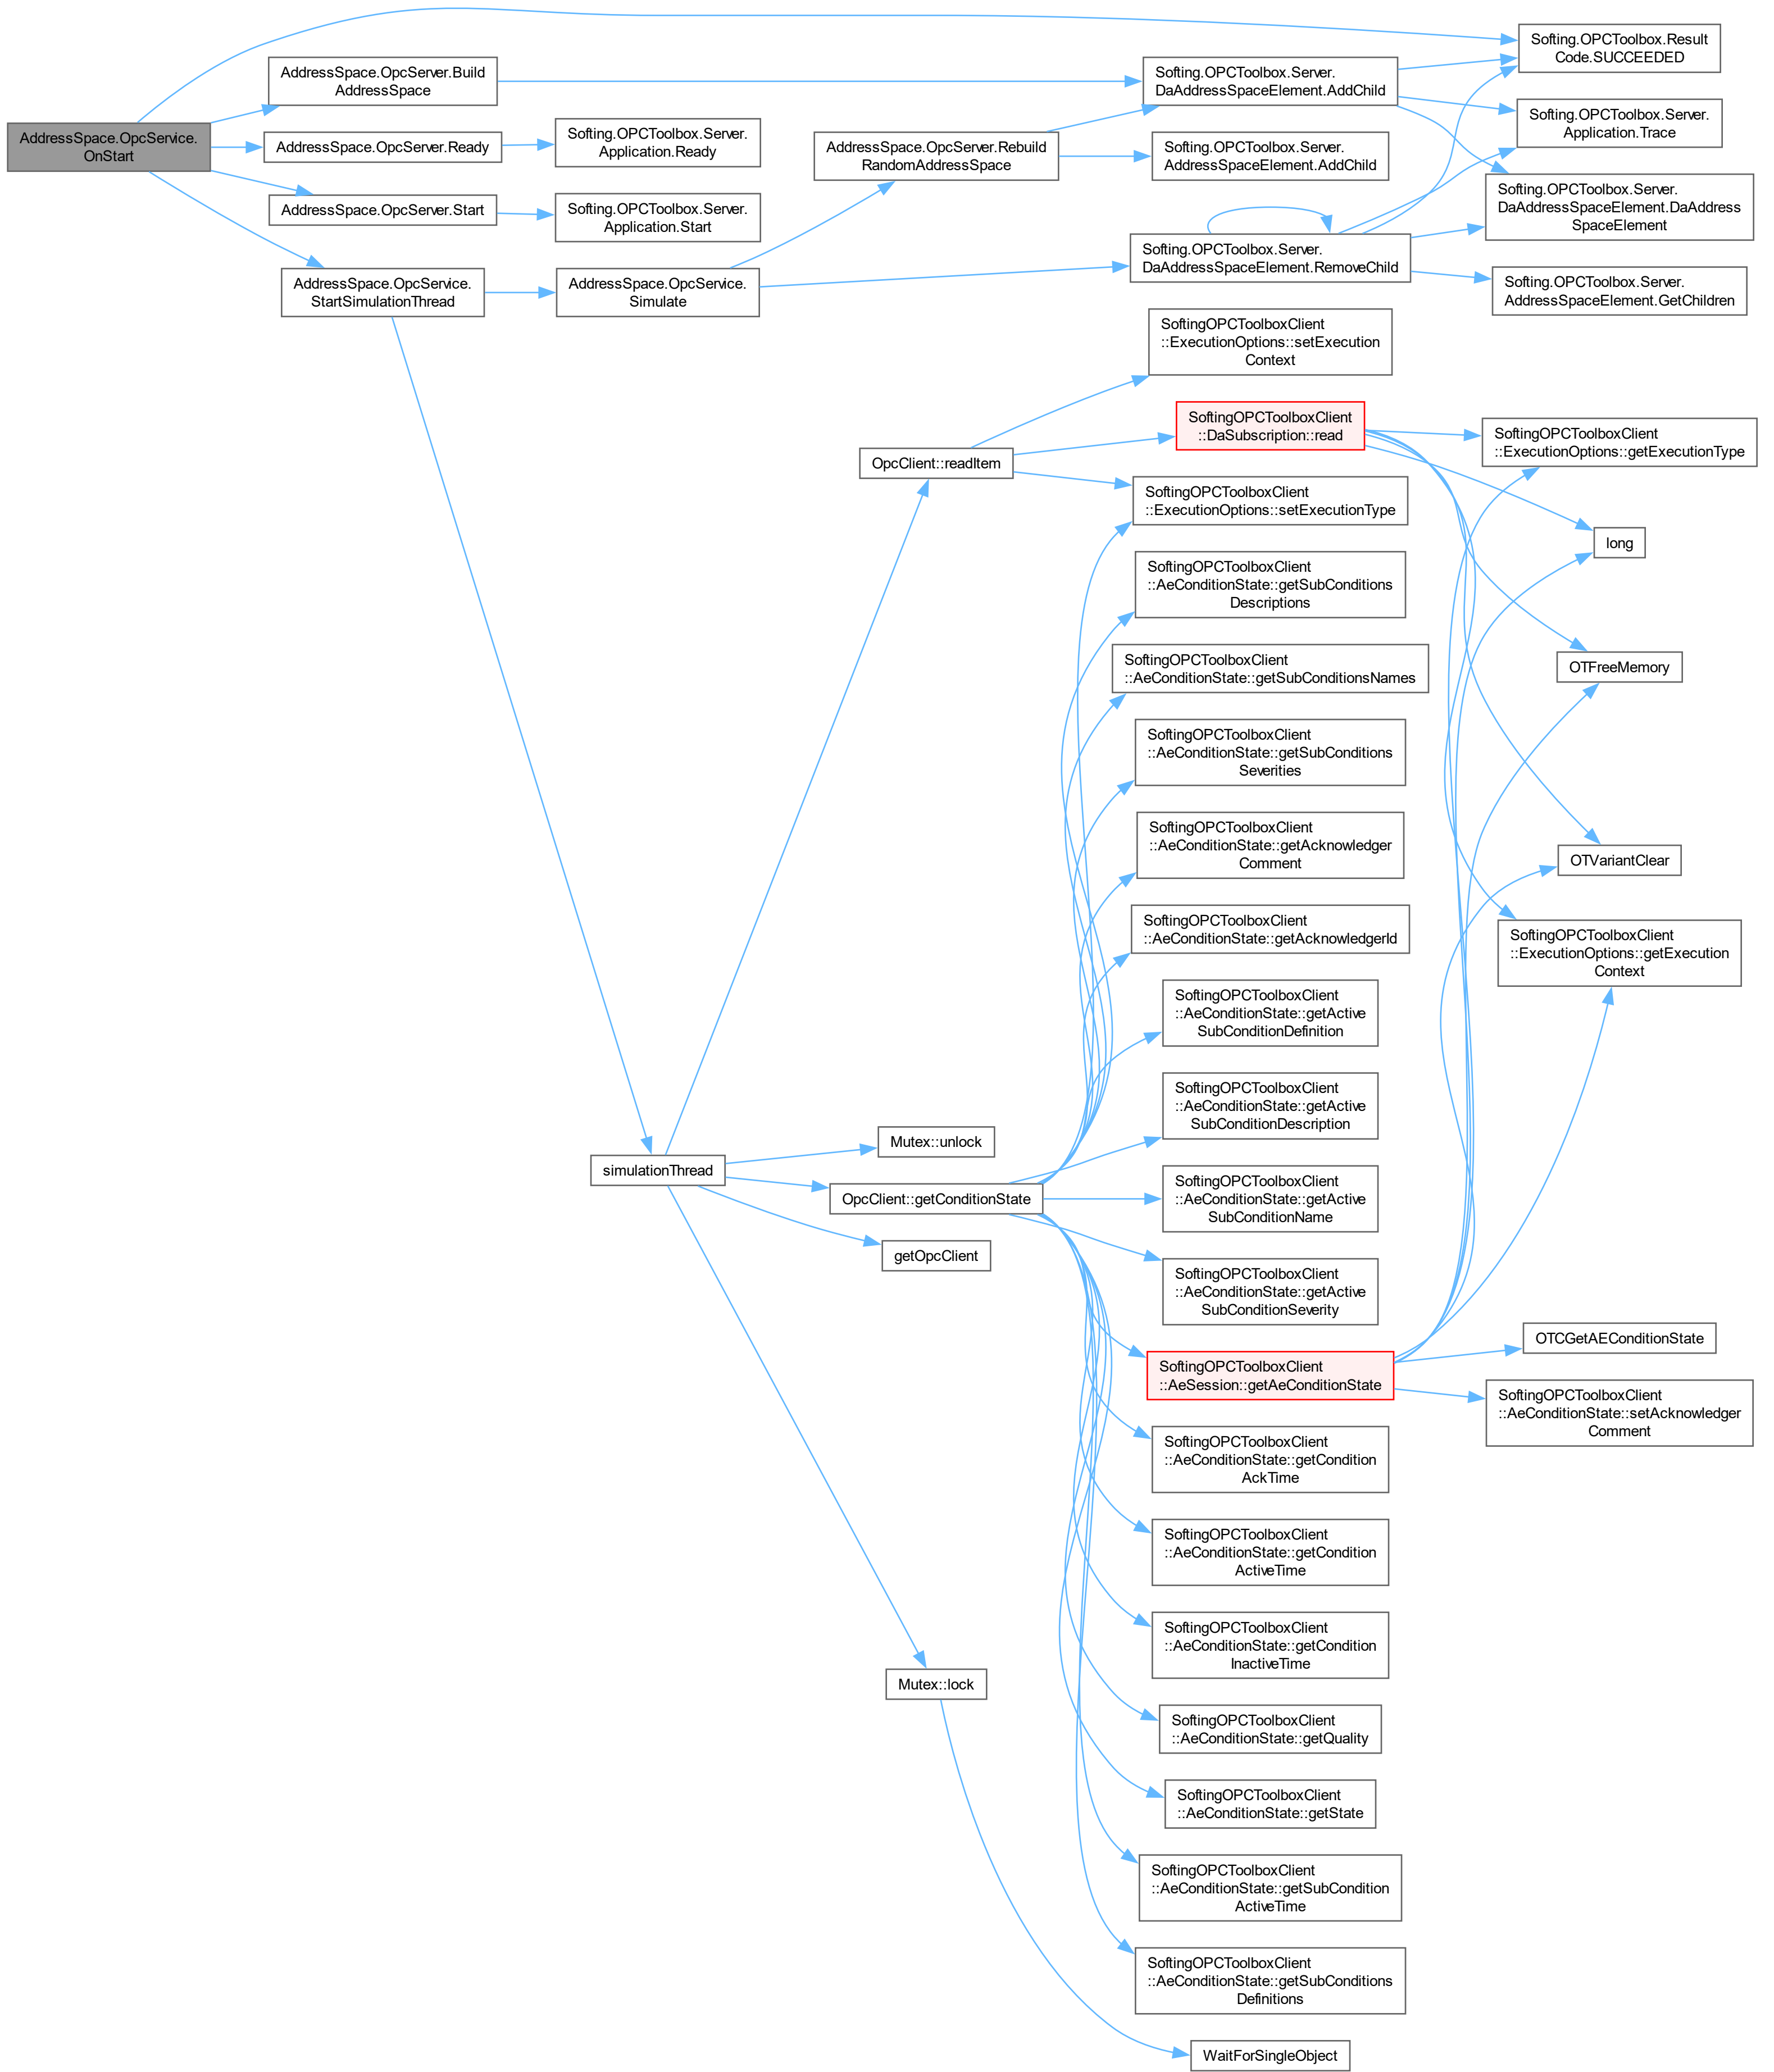 AddressSpace.OpcService.
OnStart
AddressSpace.OpcServer.Build
AddressSpace
AddressSpace.OpcServer.Ready
AddressSpace.OpcServer.Start
AddressSpace.OpcService.
StartSimulationThread
Softing.OPCToolbox.Server.
Application.Ready
Softing.OPCToolbox.Server.
Application.Start
AddressSpace.OpcService.
Simulate
simulationThread
AddressSpace.OpcServer.Rebuild
RandomAddressSpace
OpcClient::readItem
Mutex::unlock
OpcClient::getConditionState
getOpcClient
Mutex::lock
Softing.OPCToolbox.Server.
DaAddressSpaceElement.AddChild
Softing.OPCToolbox.Server.
AddressSpaceElement.AddChild
Softing.OPCToolbox.Server.
DaAddressSpaceElement.RemoveChild
SoftingOPCToolboxClient
::ExecutionOptions::setExecution
Context
SoftingOPCToolboxClient
::DaSubscription::read
SoftingOPCToolboxClient
::ExecutionOptions::setExecutionType
SoftingOPCToolboxClient
::AeConditionState::getSubConditions
Descriptions
SoftingOPCToolboxClient
::AeConditionState::getSubConditionsNames
SoftingOPCToolboxClient
::AeConditionState::getSubConditions
Severities
SoftingOPCToolboxClient
::AeConditionState::getAcknowledger
Comment
SoftingOPCToolboxClient
::AeConditionState::getAcknowledgerId
SoftingOPCToolboxClient
::AeConditionState::getActive
SubConditionDefinition
SoftingOPCToolboxClient
::AeConditionState::getActive
SubConditionDescription
SoftingOPCToolboxClient
::AeConditionState::getActive
SubConditionName
SoftingOPCToolboxClient
::AeConditionState::getActive
SubConditionSeverity
SoftingOPCToolboxClient
::AeSession::getAeConditionState
SoftingOPCToolboxClient
::AeConditionState::getCondition
AckTime
SoftingOPCToolboxClient
::AeConditionState::getCondition
ActiveTime
SoftingOPCToolboxClient
::AeConditionState::getCondition
InactiveTime
SoftingOPCToolboxClient
::AeConditionState::getQuality
SoftingOPCToolboxClient
::AeConditionState::getState
SoftingOPCToolboxClient
::AeConditionState::getSubCondition
ActiveTime
SoftingOPCToolboxClient
::AeConditionState::getSubConditions
Definitions
WaitForSingleObject
Softing.OPCToolbox.Result
Code.SUCCEEDED
Softing.OPCToolbox.Server.
Application.Trace
Softing.OPCToolbox.Server.
DaAddressSpaceElement.DaAddress
SpaceElement
Softing.OPCToolbox.Server.
AddressSpaceElement.GetChildren
SoftingOPCToolboxClient
::ExecutionOptions::getExecutionType
long
OTFreeMemory
OTVariantClear
SoftingOPCToolboxClient
::ExecutionOptions::getExecution
Context
OTCGetAEConditionState
SoftingOPCToolboxClient
::AeConditionState::setAcknowledger
Comment